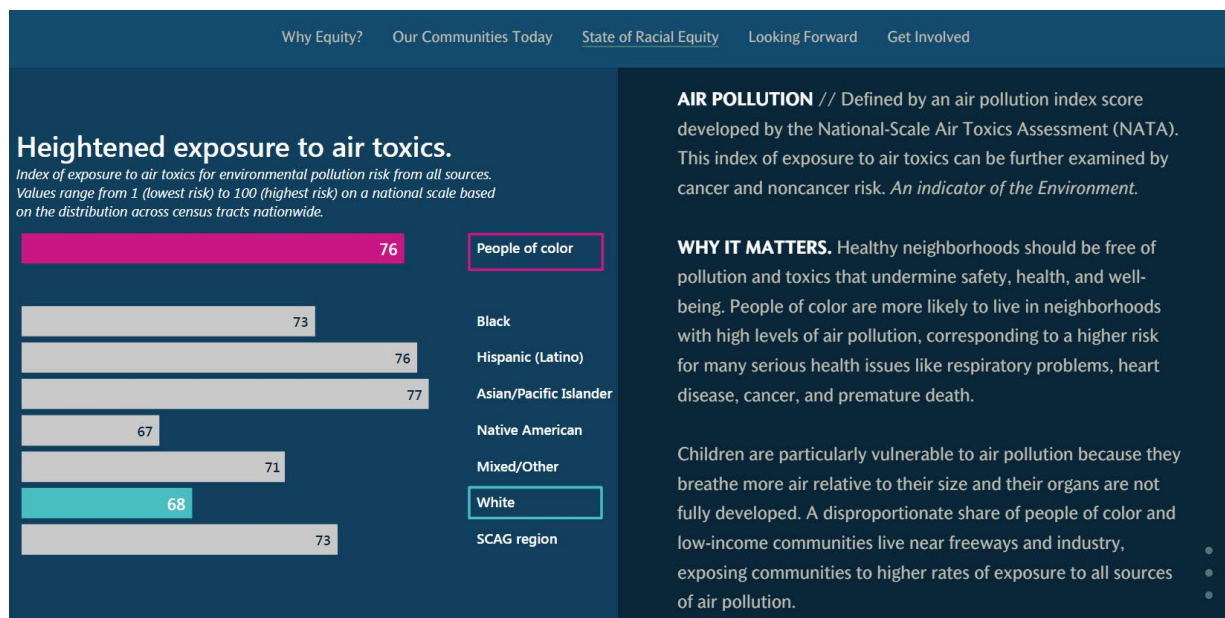 Why Equity? Our Communities Today State of Racial Equity Looking Forward Get Involved
Heightened exposure to air toxics.
Index of exposure to air toxics for environmental pollution risk from all sources.
Values range from 1 (lowest risk) to 100 (highest risk) on a national scale based
on the distribution across census tracts nationwide.
76 People of color
73 Black
76 Hispanic (Latino)
77 Asian/Pacific Islander
67 Native American
71 Mixed/Other
68 White
73 SCAG region
AIR POLLUTION // Defined by an air pollution index score
developed by the National-Scale Air Toxics Assessment (NATA).
This index of exposure to air toxics can be further examined by
cancer and noncancer risk. An indicator of the Environment.
WHY IT MATTERS. Healthy neighborhoods should be free of
pollution and toxics that undermine safety, health, and well-
being. People of color are more likely to live in neighborhoods
with high levels of air pollution, corresponding to a higher risk
for many serious health issues like respiratory problems, heart
disease, cancer, and premature death.
Children are particularly vulnerable to air pollution because they
breathe more air relative to their size and their organs are not
fully developed. A disproportionate share of people of color and
low-income communities live near freeways and industry,
exposing communities to higher rates of exposure to all sources
of air pollution.